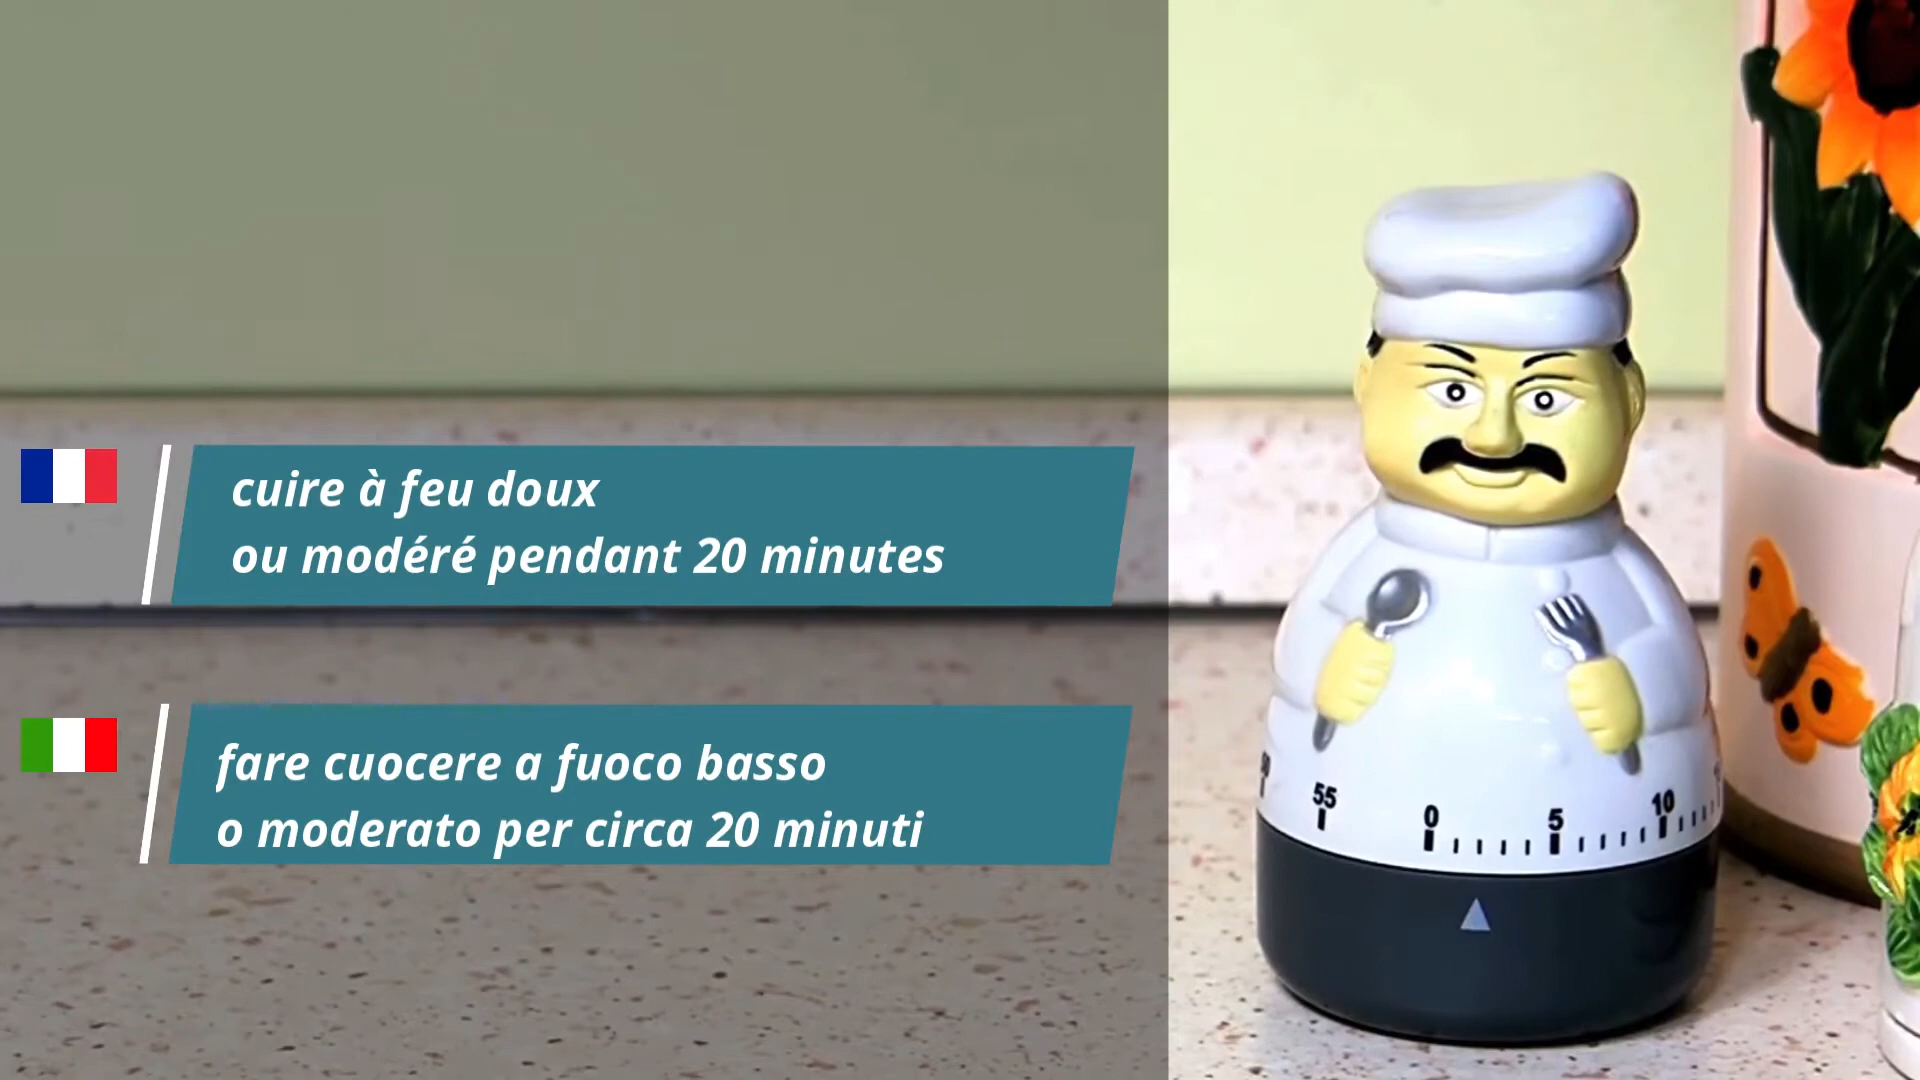 cuire à feu doux
ou modéré pendant 20 minutes
fare cuocere a fuoco basso
o moderato per circa 20 minuti
55 0 5 10